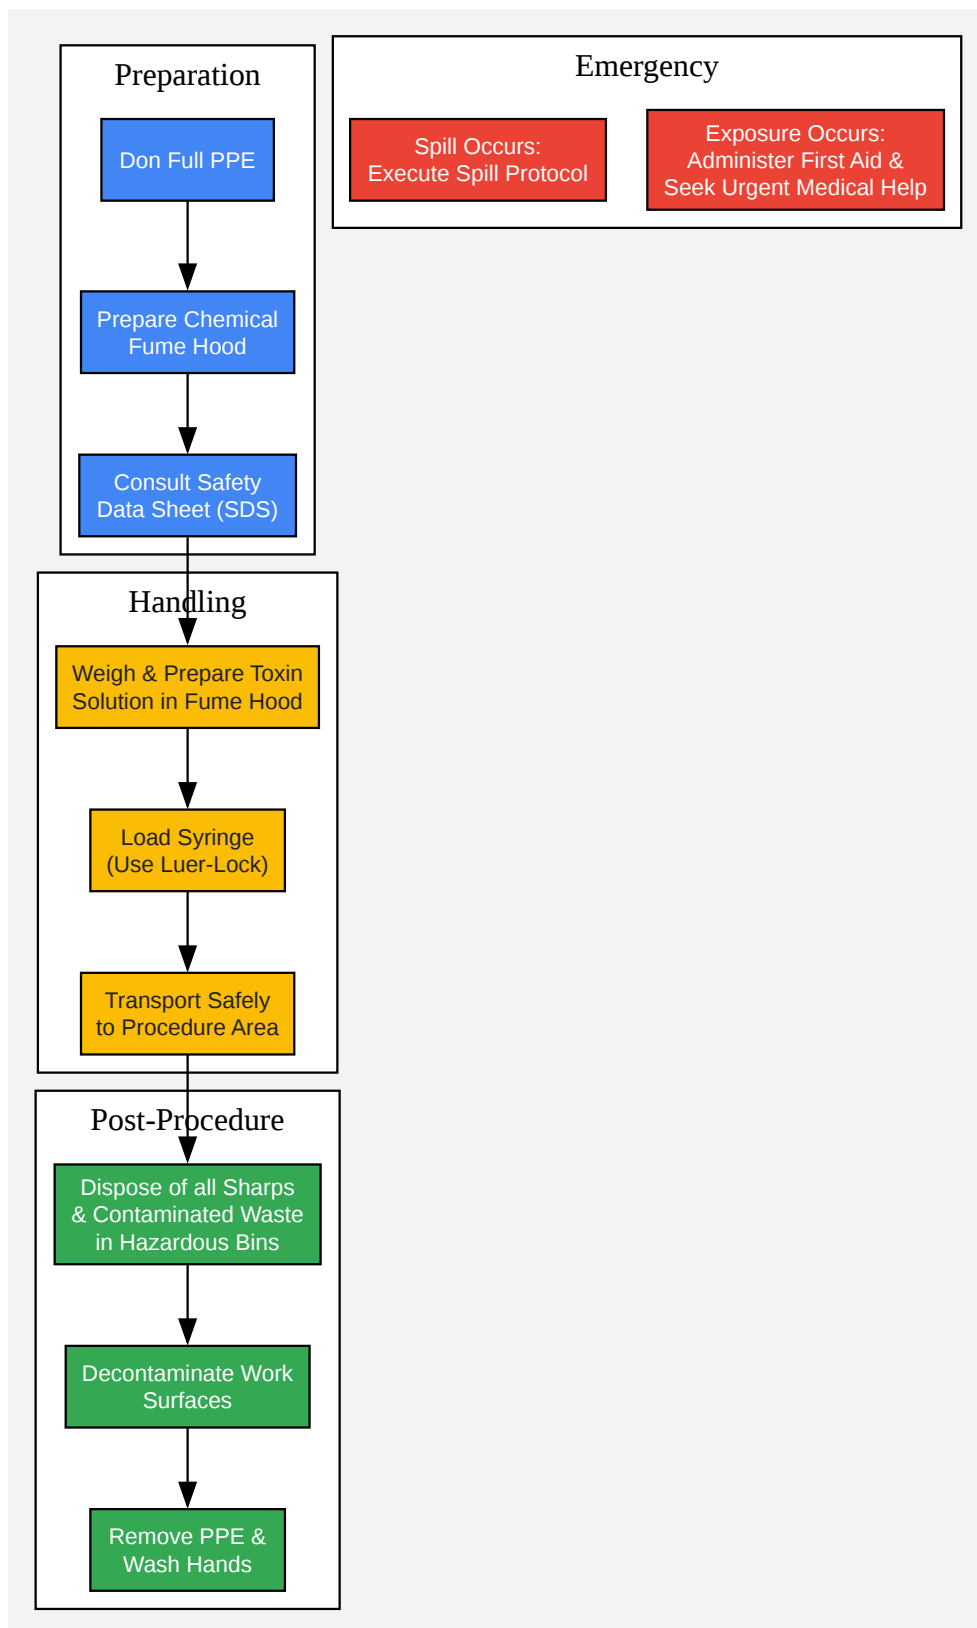 Preparation
Don Full PPE
Prepare Chemical
Fume Hood
Consult Safety
Data Sheet (SDS)
Emergency
Spill Occurs:
Execute Spill Protocol
Exposure Occurs:
Administer First Aid &
Seek Urgent Medical Help
Handling
Weigh & Prepare Toxin
Solution in Fume Hood
Load Syringe
(Use Luer-Lock)
Transport Safely
to Procedure Area
Post-Procedure
Dispose of all Sharps
& Contaminated Waste
in Hazardous Bins
Decontaminate Work
Surfaces
Remove PPE &
Wash Hands